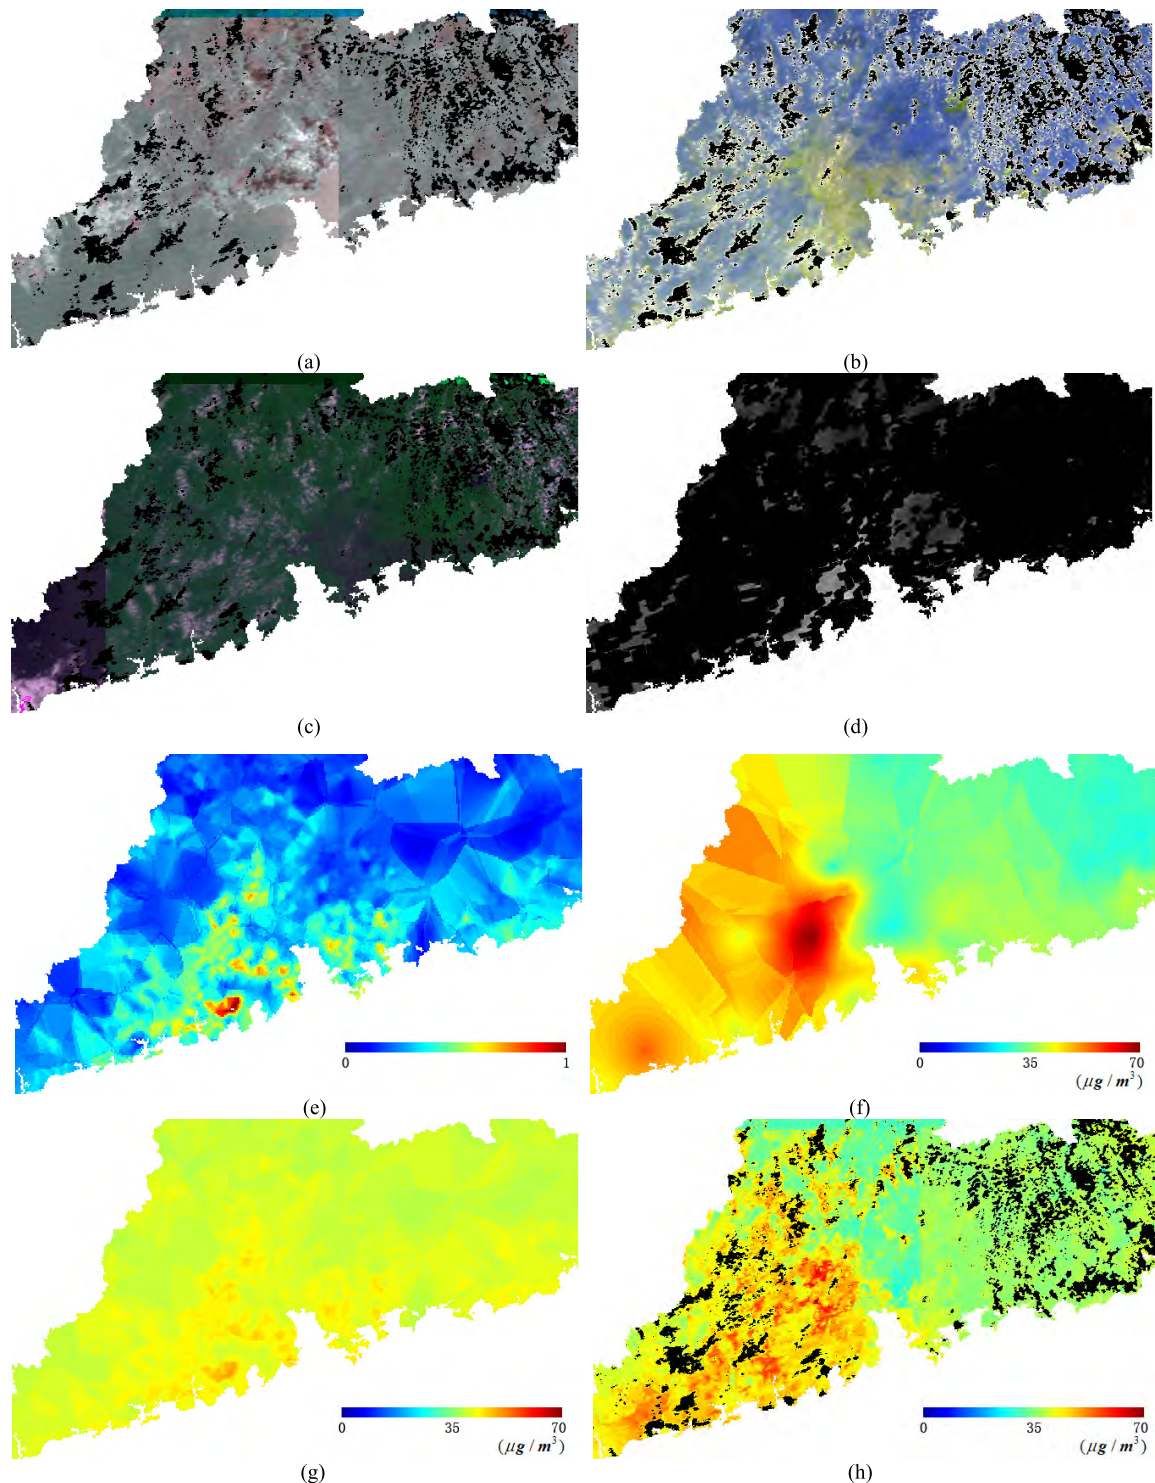 (a)
(b)
(c)
(d)
0 1
(e)
0 35 70
(μg / m³)
(f)
0 35 70
(μg / m³)
(g)
0 35 70
(μg / m³)
(h)